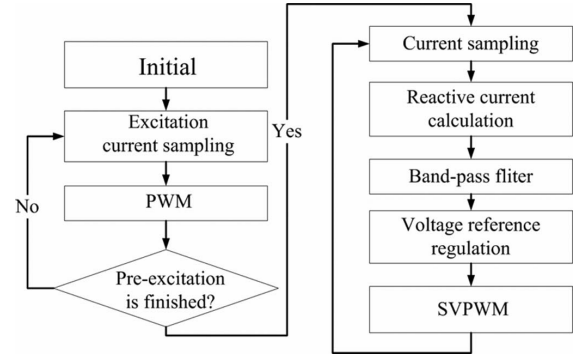 Initial
Excitation
current sampling
PWM
Pre-excitation
is finished?
No
Yes
Current sampling
Reactive current
calculation
Band-pass fliter
Voltage reference
regulation
SVPWM